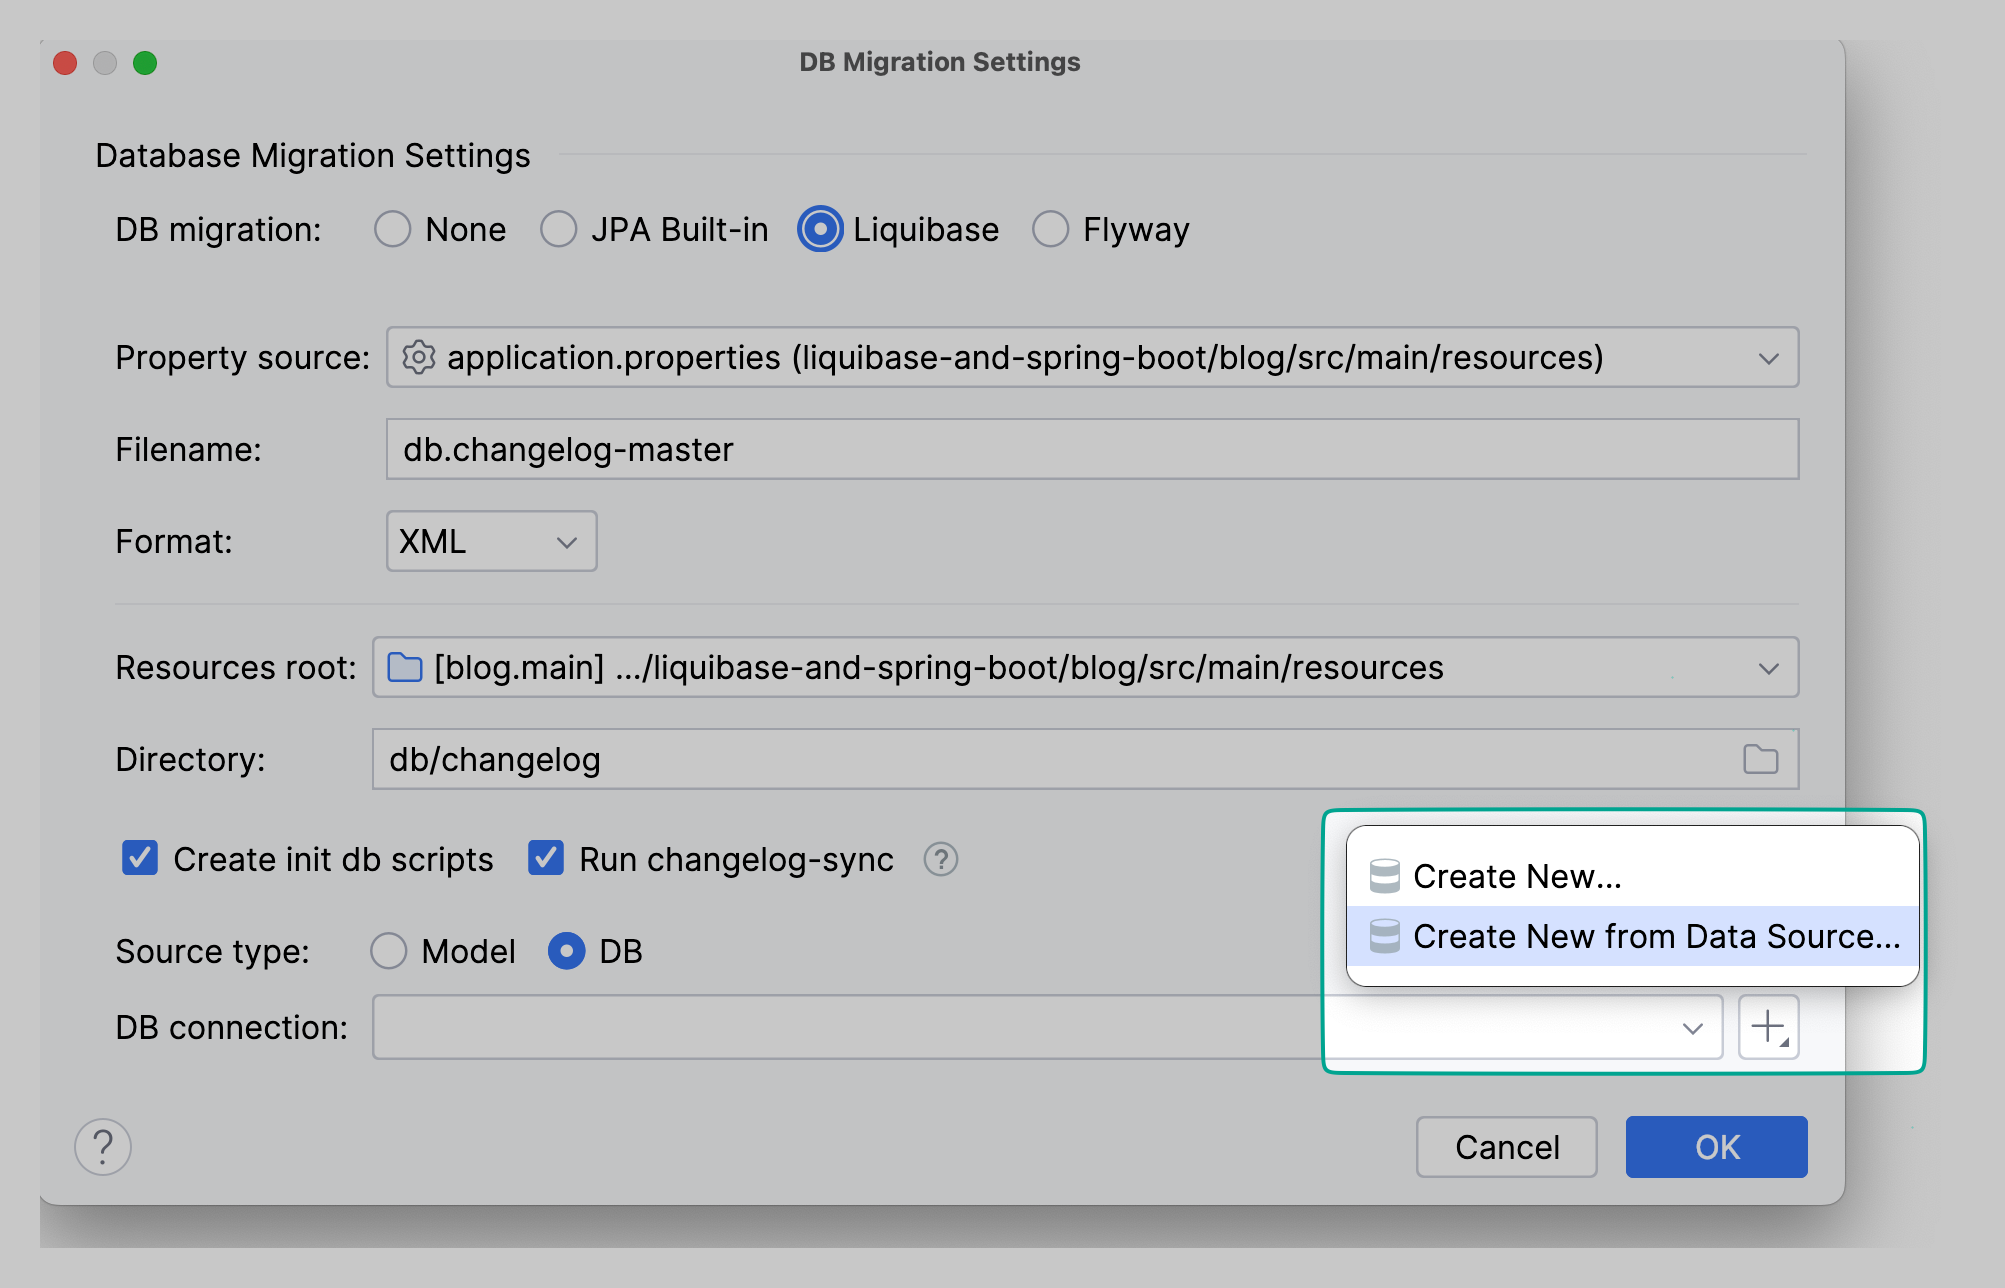 DB Migration Settings
Database Migration Settings
DB migration: None JPA Built-in Liquibase Flyway
Property source: application.properties (liquibase-and-spring-boot/blog/src/main/resources)
Filename: db.changelog-master
Format: XML
Resources root: [blog.main] .../liquibase-and-spring-boot/blog/src/main/resources
Directory: db/changelog
Create init db scripts Run changelog-sync ?
Create New...
Create New from Data Source...
Source type: Model DB
DB connection:
? Cancel OK